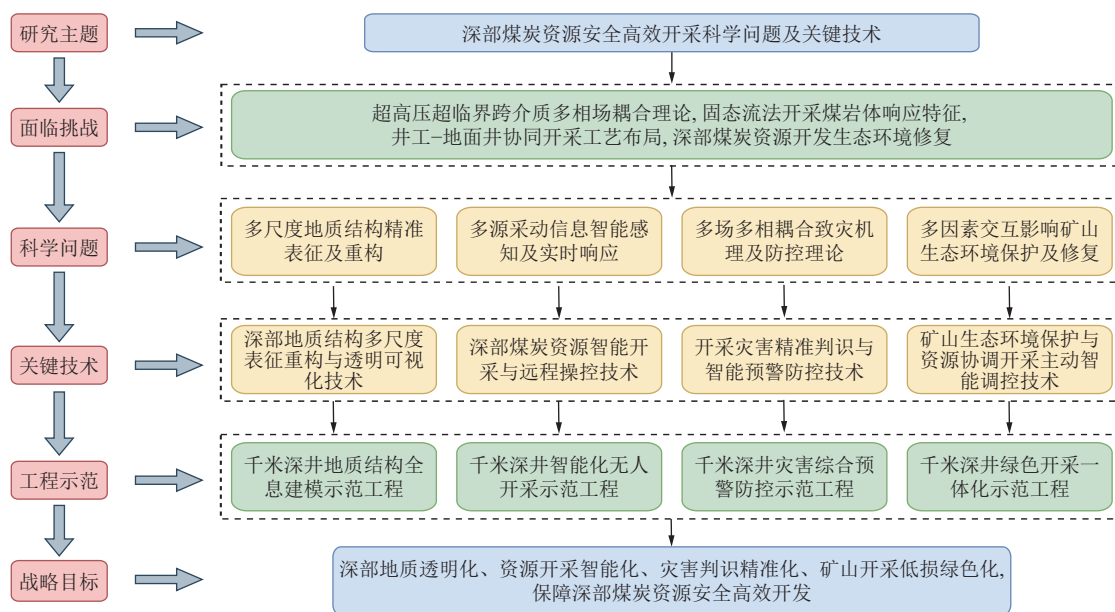 研究主题
深部煤炭资源安全高效开采科学问题及关键技术
面临挑战
超高压超临界跨介质多相场耦合理论, 固态流法开采煤岩体响应特征,
井工−地面井协同开采工艺布局, 深部煤炭资源开发生态环境修复
科学问题
多尺度地质结构精准
表征及重构
多源采动信息智能感
知及实时响应
多场多相耦合致灾机
理及防控理论
多因素交互影响矿山
生态环境保护及修复
关键技术
深部地质结构多尺度
表征重构与透明可视
化技术
深部煤炭资源智能开
采与远程操控技术
开采灾害精准判识与
智能预警防控技术
矿山生态环境保护与
资源协调开采主动智
能调控技术
工程示范
千米深井地质结构全
息建模示范工程
千米深井智能化无人
开采示范工程
千米深井灾害综合预
警防控示范工程
千米深井绿色开采一
体化示范工程
战略目标
深部地质透明化、资源开采智能化、灾害判识精准化、矿山开采低损绿色化,
保障深部煤炭资源安全高效开发